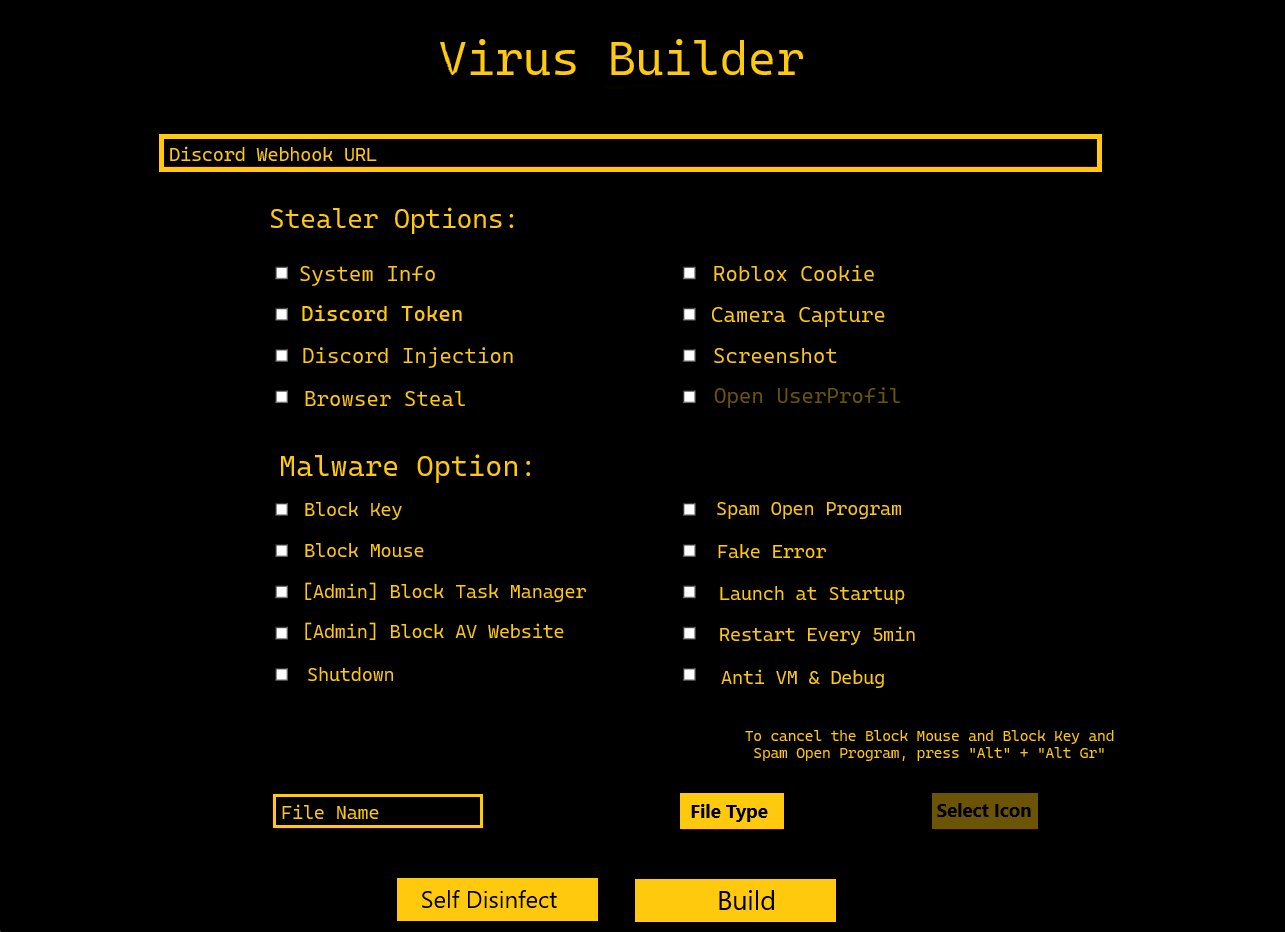 Virus Builder
Discord Webhook URL
Stealer Options:
System Info
Roblox Cookie
Discord Token
Camera Capture
Discord Injection
Screenshot
Browser Steal
Open UserProfil
Malware Option:
Block Key
Spam Open Program
Block Mouse
Fake Error
[Admin] Block Task Manager
Launch at Startup
[Admin] Block AV Website
Restart Every 5min
Shutdown
Anti VM & Debug
To cancel the Block Mouse and Block Key and
Spam Open Program, press "Alt" + "Alt Gr"
File Name
File Type
Select Icon
Self Disinfect
Build